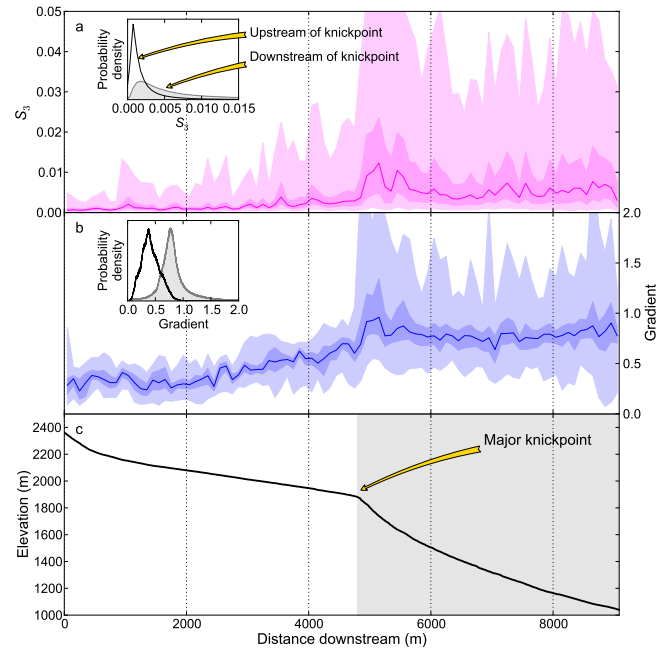 a
S3
0.05
0.04
0.03
0.02
0.01
0.00
Probability
density
0.000 0.005 0.010 0.015
S3
Upstream of knickpoint
Downstream of knickpoint
b
Probability
density
0.0 0.5 1.0 1.5 2.0
Gradient
2.0
1.5
1.0
0.5
0.0
Gradient
c
Elevation (m)
2400
2200
2000
1800
1600
1400
1200
1000
Major knickpoint
0 2000 4000 6000 8000
Distance downstream (m)